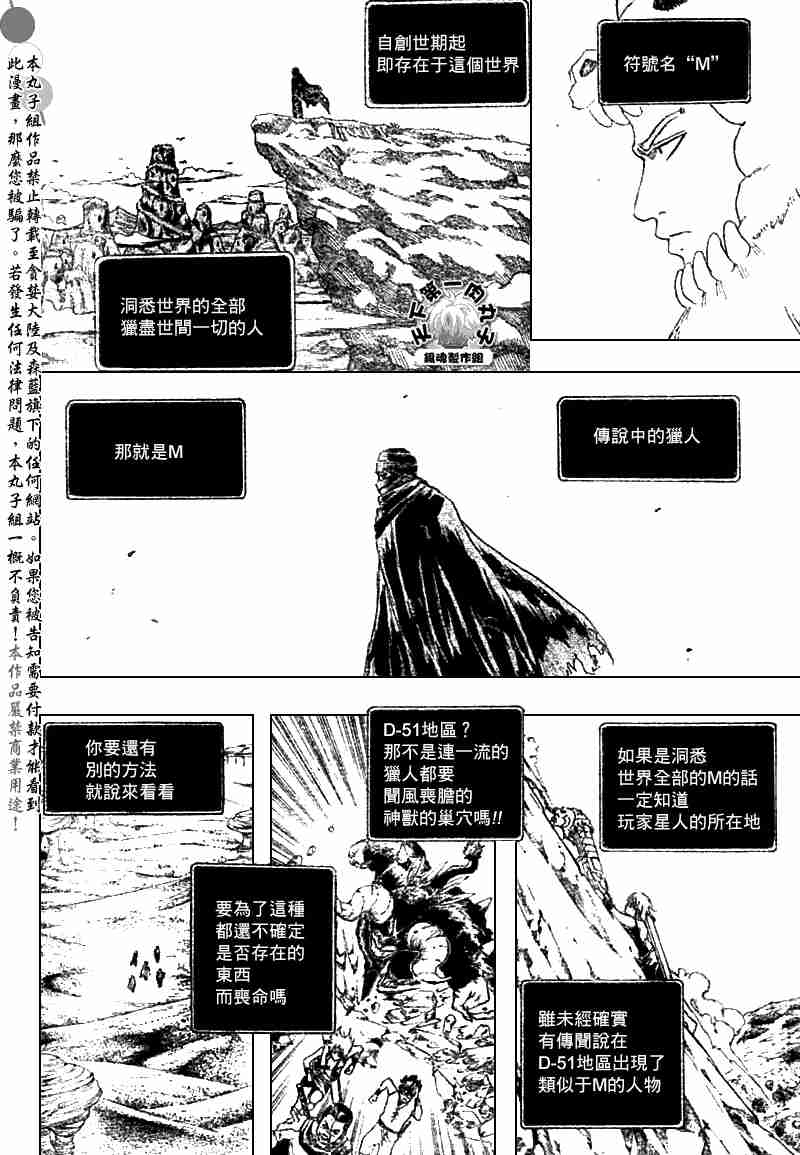 符號名“M”
自創世期起
即存在于這個世界
洞悉世界的全部
獵盡世間一切的人
天下第一肉丸子
銀魂製作組
傳說中的獵人
那就是M
如果是洞悉
世界全部的M的話
一定知道
玩家星人的所在地
雖未經確實
有傳聞說在
D-51地區出現了
類似于M的人物
D-51地區？
那不是連一流的
獵人都要
聞風喪膽的
神獸的巢穴嗎!!
要為了這種
都還不確定
是否存在的
東西
而喪命嗎
你要還有
別的方法
就說來看看
本丸子組作品禁止轉載至貪婪大陸及森藍旗下的任何網站。如果您被告知需要付款才能看到
此漫畫，那麼您被騙了。若發生任何法律問題，本丸子組一概不負責！本作品嚴禁商業用途！